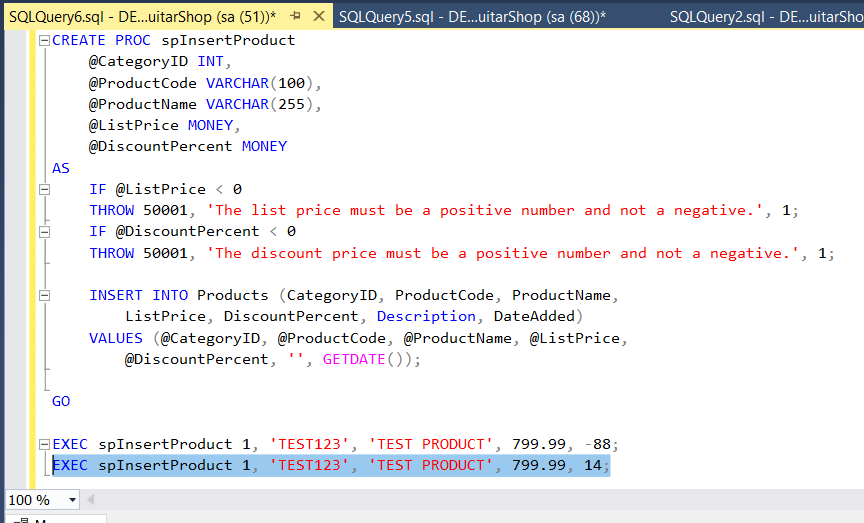 SQLQuery6.sql - DE...uitarShop (sa (51))* SQLQuery5.sql - DE...uitarShop (sa (68))* SQLQuery2.sql - DE...uitarSho
CREATE PROC spInsertProduct
@CategoryID INT,
@ProductCode VARCHAR(100),
@ProductName VARCHAR(255),
@ListPrice MONEY,
@DiscountPercent MONEY
AS
IF @ListPrice < 0
THROW 50001, 'The list price must be a positive number and not a negative.', 1;
IF @DiscountPercent < 0
THROW 50001, 'The discount price must be a positive number and not a negative.', 1;
INSERT INTO Products (CategoryID, ProductCode, ProductName,
ListPrice, DiscountPercent, Description, DateAdded)
VALUES (@CategoryID, @ProductCode, @ProductName, @ListPrice,
@DiscountPercent, '', GETDATE());
GO
EXEC spInsertProduct 1, 'TEST123', 'TEST PRODUCT', 799.99, -88;
EXEC spInsertProduct 1, 'TEST123', 'TEST PRODUCT', 799.99, 14;
100 %